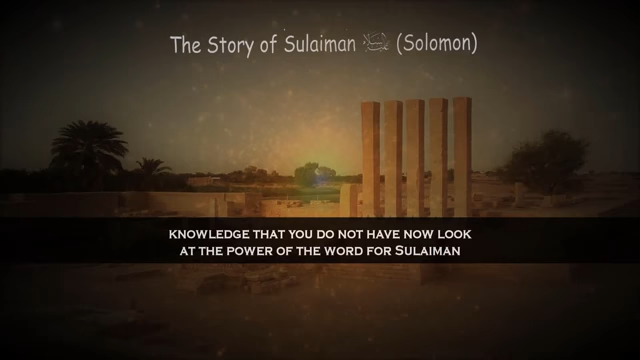 The Story of Sulaiman (Solomon)
KNOWLEDGE THAT YOU DO NOT HAVE NOW LOOK
AT THE POWER OF THE WORD FOR SULAIMAN